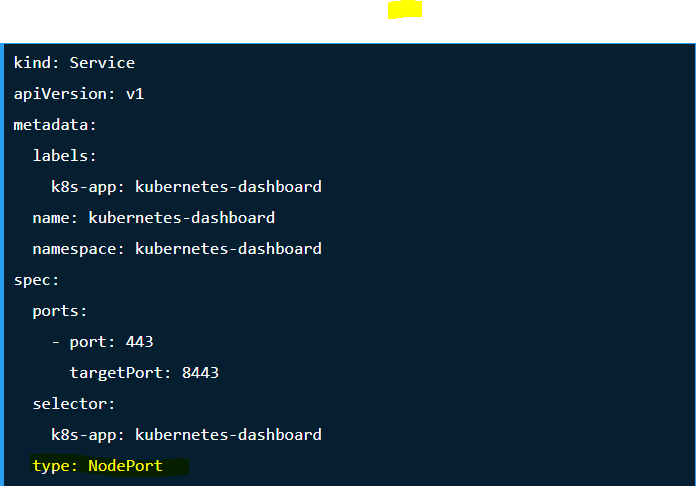 kind: Service
apiVersion: v1
metadata:
  labels:
    k8s-app: kubernetes-dashboard
  name: kubernetes-dashboard
  namespace: kubernetes-dashboard
spec:
  ports:
    - port: 443
      targetPort: 8443
  selector:
    k8s-app: kubernetes-dashboard
  type: NodePort